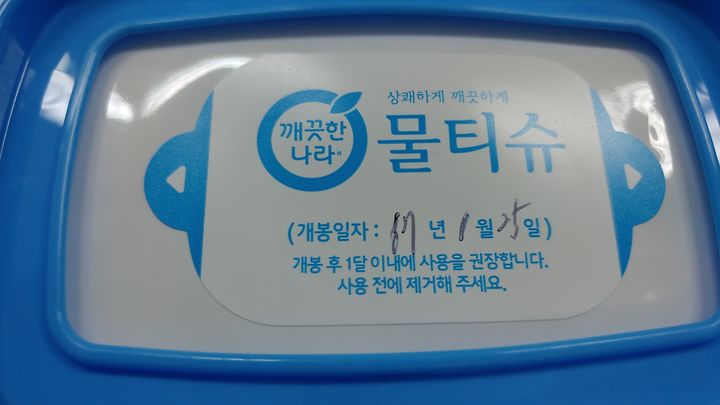 상쾌하게 깨끗하게
깨끗한
나라®
물티슈
(개봉일자 : 년 1월 25일)
개봉 후 1달 이내에 사용을 권장합니다.
사용 전에 제거해 주세요.